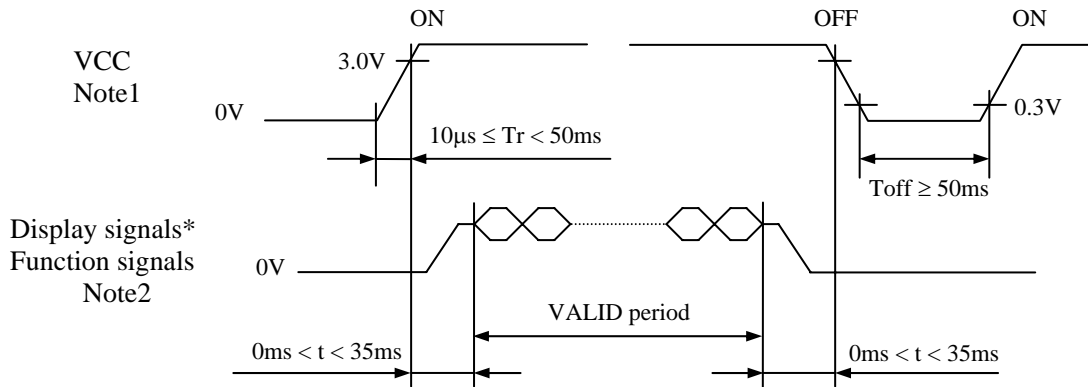 ON OFF ON
VCC
Note1
3.0V
0V
0.3V
10μs ≤ Tr < 50ms
Toff ≥ 50ms
Display signals*
Function signals
Note2
0V
VALID period
0ms < t < 35ms
0ms < t < 35ms